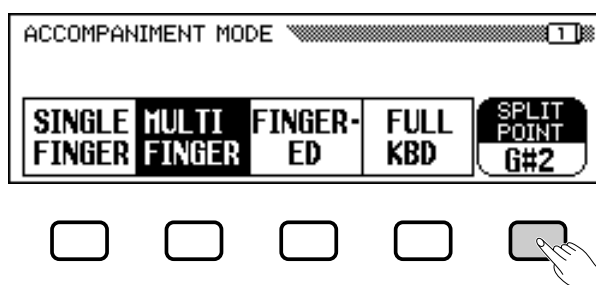 ACCOMPANIMENT MODE 1
SINGLE FINGER
MULTI FINGER
FINGER-
ED
FULL
KBD
SPLIT
POINT
G#2